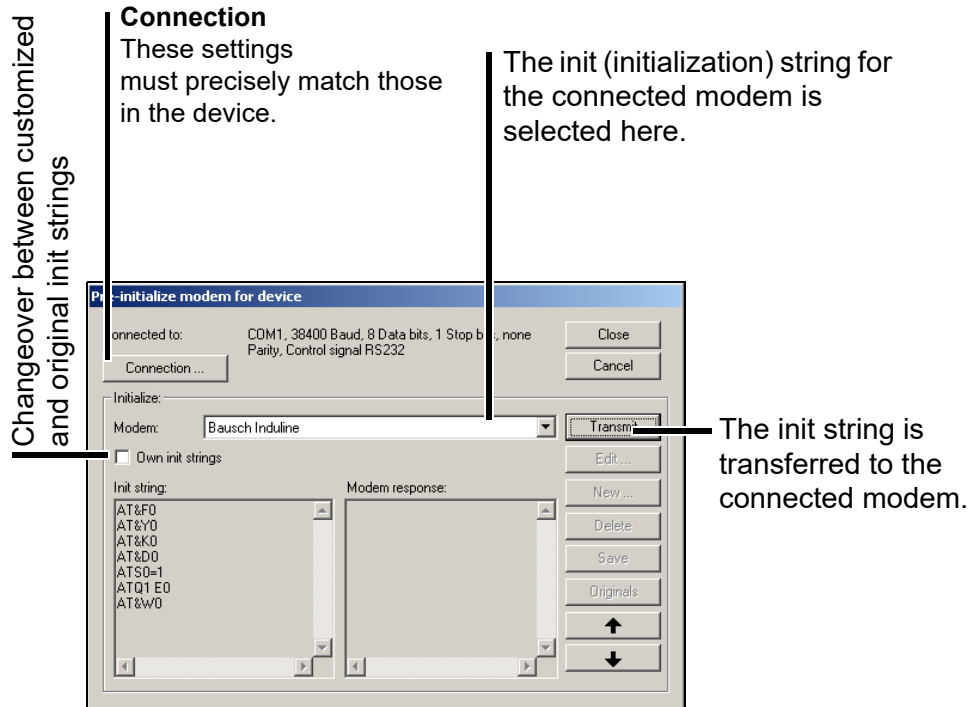 Changeover between customized
and original init strings
Connection
These settings
must precisely match those
in the device.
The init (initialization) string for
the connected modem is
selected here.
Pre-initialize modem for device
onnected to:
COM1, 38400 Baud, 8 Data bits, 1 Stop bits, none
Parity, Control signal RS232
Close
Connection ...
Cancel
Initialize:
Modem:
Bausch Induline
Transmit
Own init strings
Edit ...
Init string:
Modem response:
New ...
AT&F0
AT&Y0
AT&K0
AT&D0
ATS0=1
ATQ1 E0
AT&W0
Delete
Save
Originals
The init string is
transferred to the
connected modem.